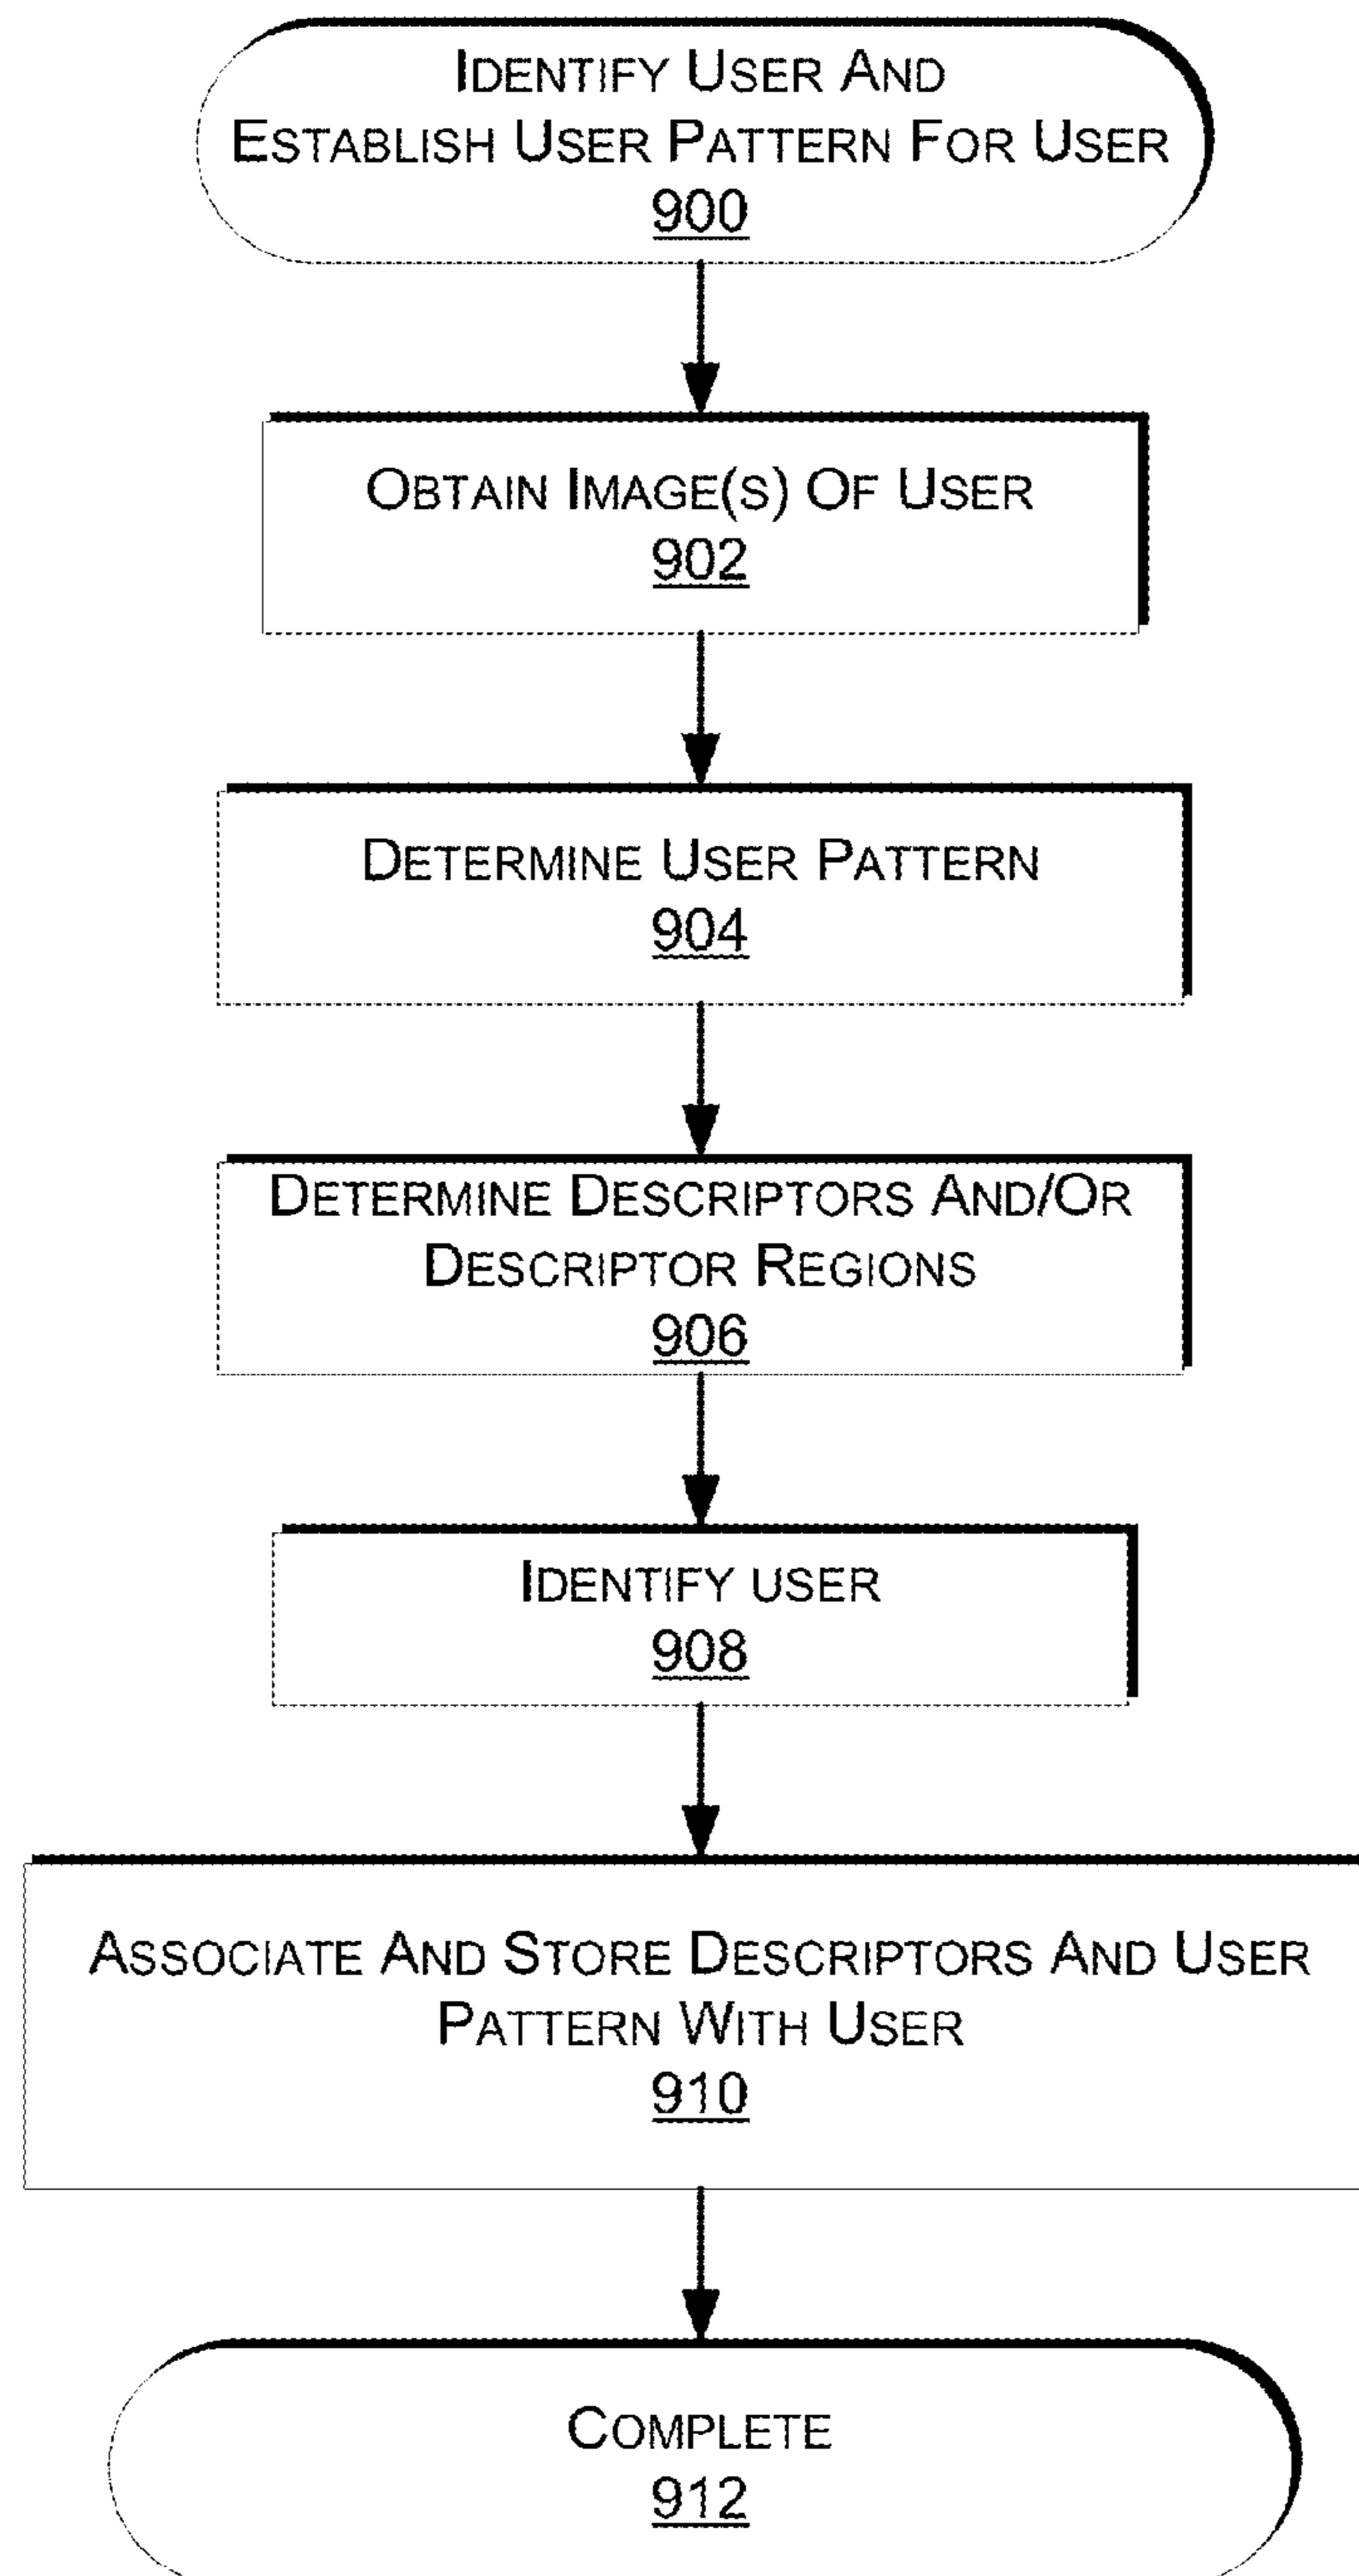 IDENTIFY USER AND
ESTABLISH USER PATTERN FOR USER
900
OBTAIN IMAGE(S) OF USER
902
DETERMINE USER PATTERN
904
DETERMINE DESCRIPTORS AND/OR
DESCRIPTOR REGIONS
906
IDENTIFY USER
908
ASSOCIATE AND STORE DESCRIPTORS AND USER
PATTERN WITH USER
910
COMPLETE
912